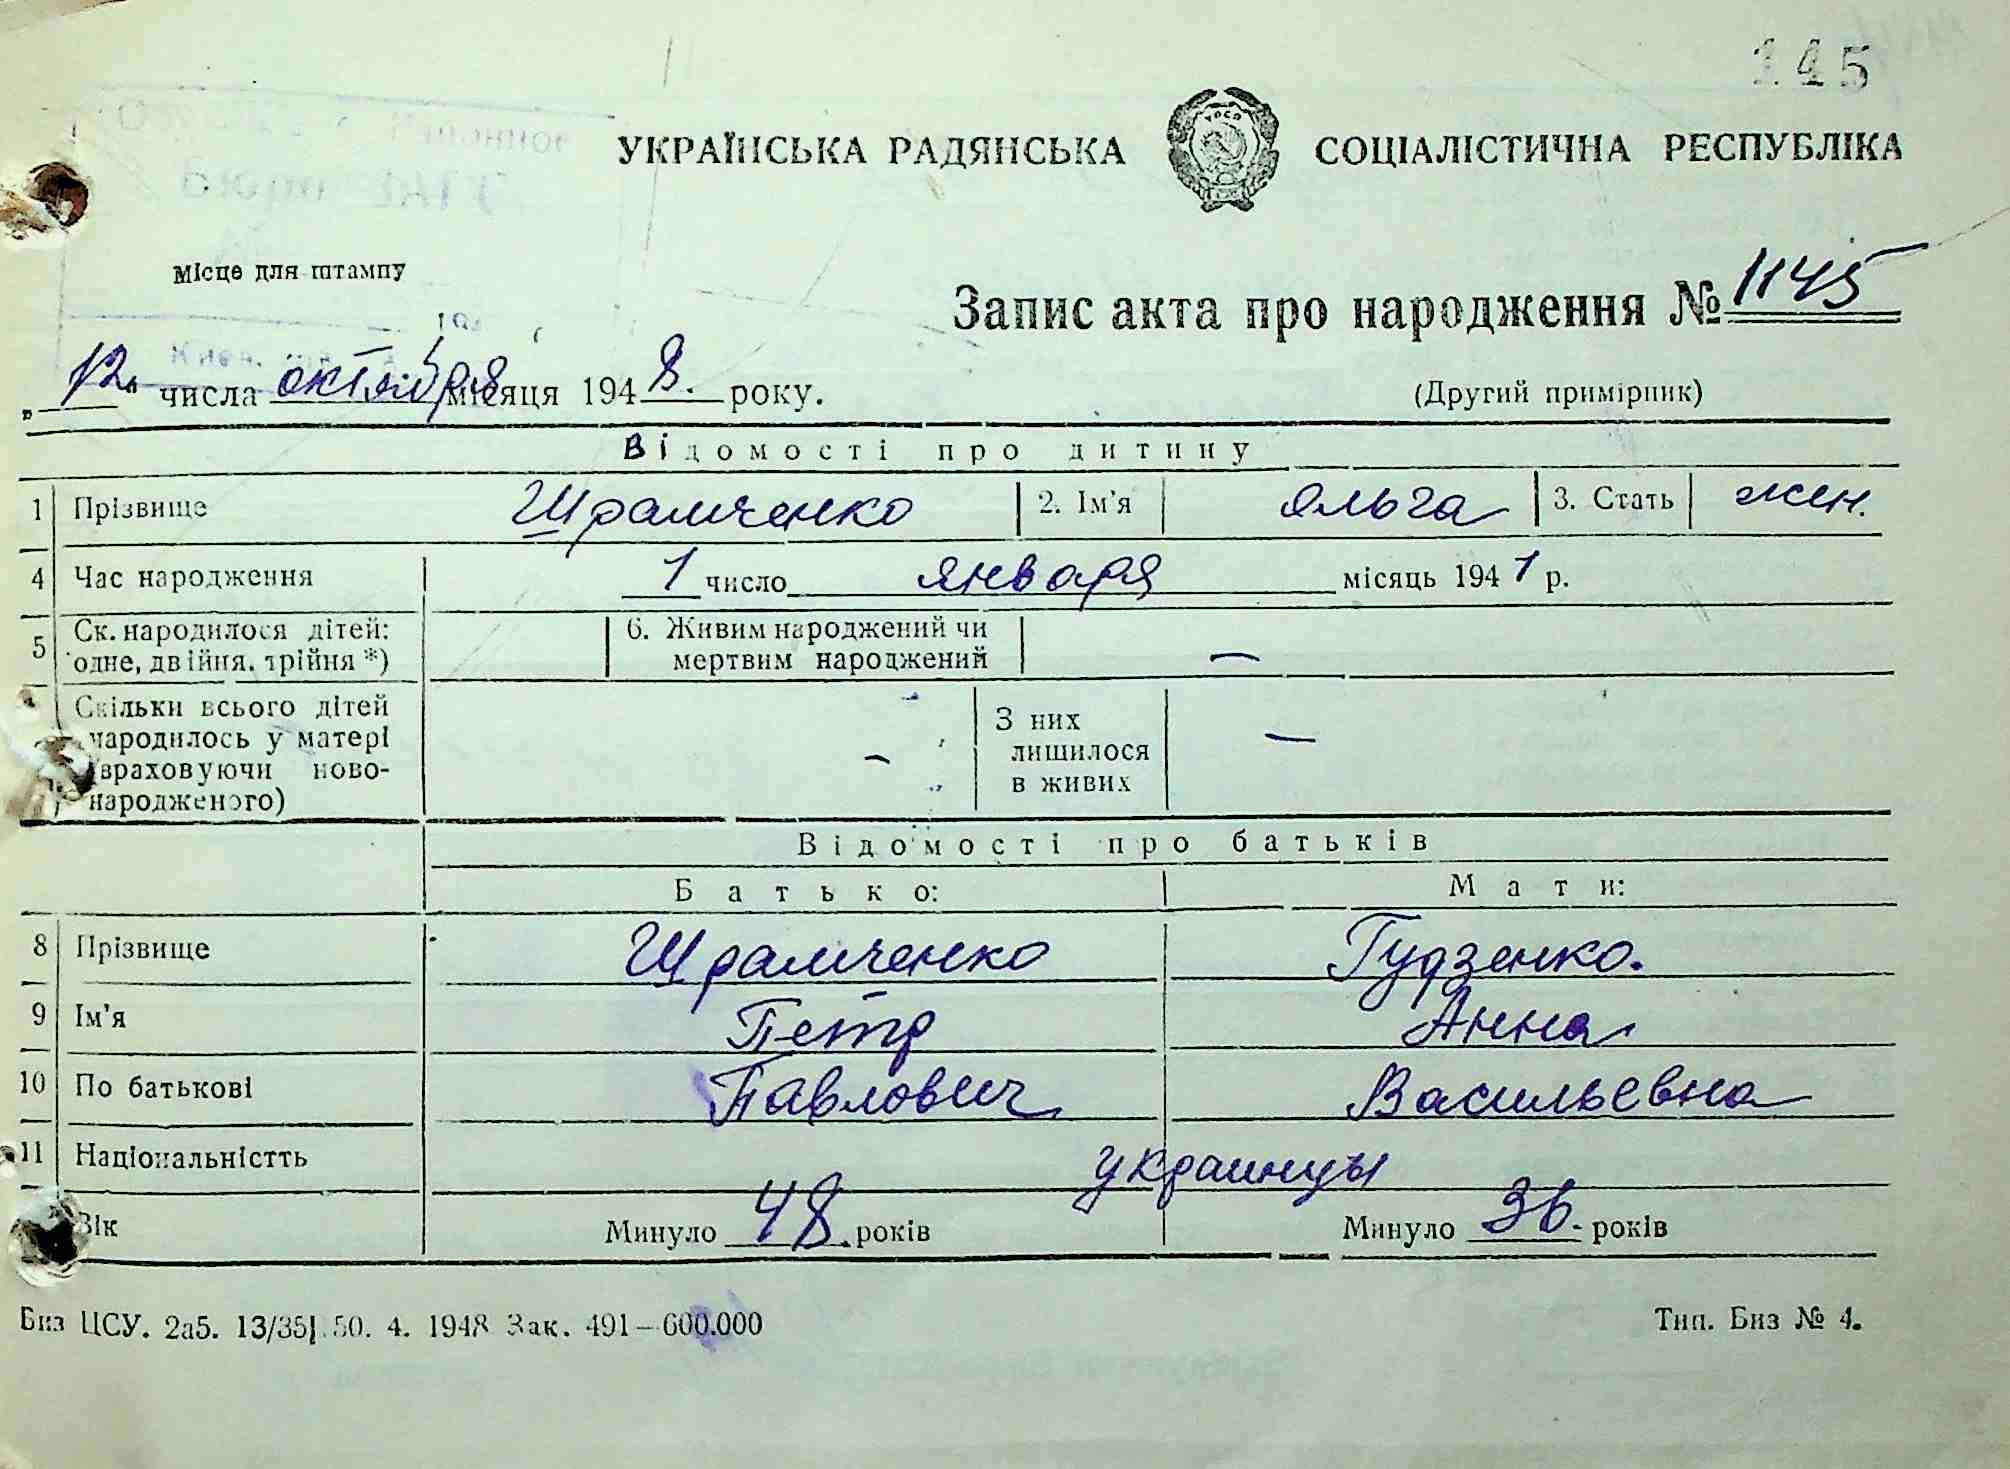 145
УКРАЇНСЬКА РАДЯНСЬКА СОЦІАЛІСТИЧНА РЕСПУБЛІКА
УРСР
Місце для штампу
Запис акта про народження № 1145
„12“ числа октября місяця 1948. року.
(Другий примірник)
Відомості про дитину
1 Прізвище Шрамченко 2. Ім'я Ольга 3. Стать жен.
4 Час народження 1 число января місяць 1941 р.
5 Ск. народилося дітей: одне, двійня, трійня *) 6. Живим народжений чи мертвим народжений —
Скільки всього дітей народилось у матері (враховуючи новонародженого) – З них лишилося в живих —
Відомості про батьків
Батько: Мати:
8 Прізвище Шрамченко Гудзенко.
9 Ім'я Петр Анна
10 По батькові Павлович Васильевна
11 Національністть украинцы
Вік Минуло 48. років Минуло 36. років
Биз ЦСУ. 2а5. 13/35 50. 4. 1948 Зак. 491—600.000
Тип. Биз № 4.